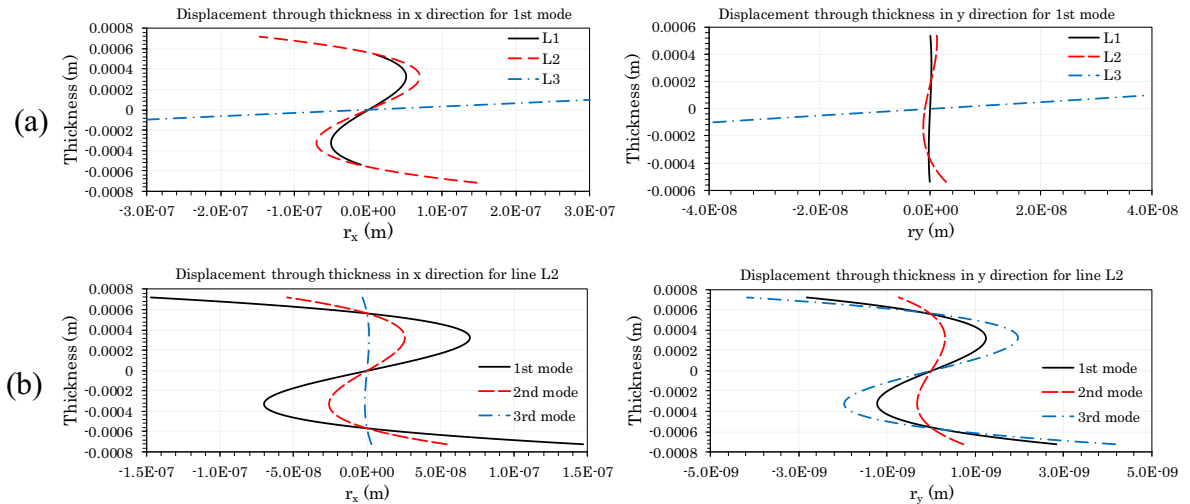 Displacement through thickness in x direction for 1st mode
0.0008
0.0006
0.0004
0.0002
0
-0.0002
-0.0004
-0.0006
-0.0008
Thickness (m)
L1
L2
L3
-3.0E-07 -2.0E-07 -1.0E-07 0.0E+00 1.0E-07 2.0E-07 3.0E-07
rx (m)
(a)
Displacement through thickness in y direction for 1st mode
0.0006
0.0004
0.0002
0
-0.0002
-0.0004
-0.0006
Thickness (m)
L1
L2
L3
-4.0E-08 -2.0E-08 0.0E+00 2.0E-08 4.0E-08
ry (m)
Displacement through thickness in x direction for line L2
0.0008
0.0006
0.0004
0.0002
0
-0.0002
-0.0004
-0.0006
-0.0008
Thickness (m)
1st mode
2nd mode
3rd mode
-1.5E-07 -1.0E-07 -5.0E-08 0.0E+00 5.0E-08 1.0E-07 1.5E-07
rx (m)
(b)
Displacement through thickness in y direction for line L2
0.0008
0.0006
0.0004
0.0002
0
-0.0002
-0.0004
-0.0006
-0.0008
Thickness (m)
1st mode
2nd mode
3rd mode
-5.0E-09 -3.0E-09 -1.0E-09 1.0E-09 3.0E-09 5.0E-09
ry (m)